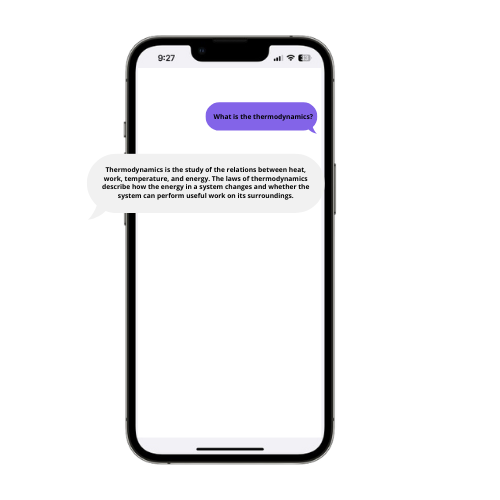 9:27
What is the thermodynamics?
Thermodynamics is the study of the relations between heat,
work, temperature, and energy. The laws of thermodynamics
describe how the energy in a system changes and whether the
system can perform useful work on its surroundings.